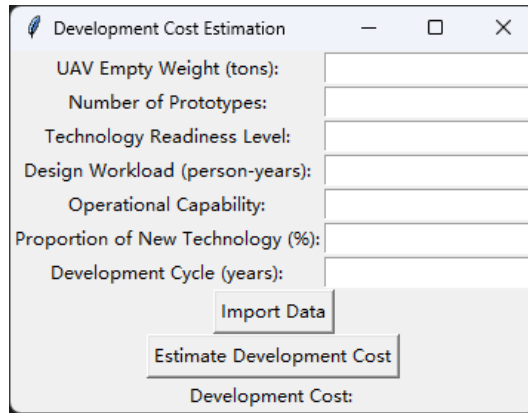 Development Cost Estimation
UAV Empty Weight (tons):
Number of Prototypes:
Technology Readiness Level:
Design Workload (person-years):
Operational Capability:
Proportion of New Technology (%):
Development Cycle (years):
Import Data
Estimate Development Cost
Development Cost: